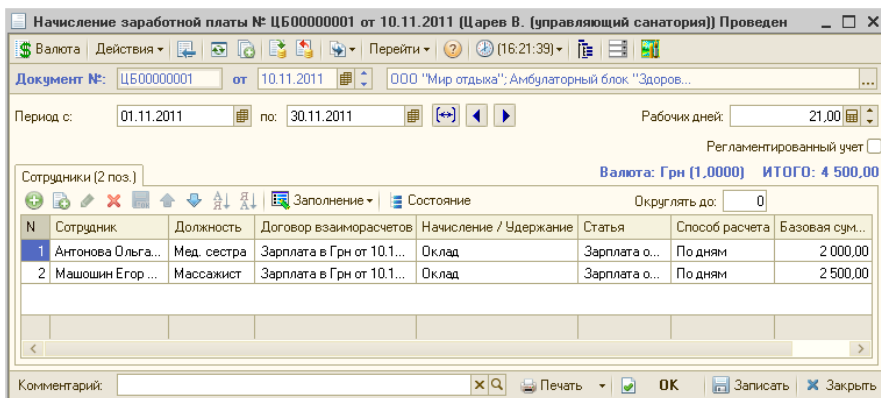 Начисление заработной платы № ЦБ00000001 от 10.11.2011 (Царев В. (управляющий санатория)) Проведен
Валюта Действия Перейти (16:21:39)
Документ №: ЦБ00000001 от 10.11.2011 ООО "Мир отдыха"; Амбулаторный блок "Здоров...
Период с: 01.11.2011 по: 30.11.2011 Рабочих дней: 21,00
Регламентированный учет
Сотрудники (2 поз.) Валюта: Грн (1,0000) ИТОГО: 4 500,00
Заполнение Состояние Округлять до: 0
N Сотрудник Должность Договор взаиморасчетов Начисление / Удержание Статья Способ расчета Базовая сум...
1 Антонова Ольга... Мед. сестра Зарплата в Грн от 10.1... Оклад Зарплата о... По дням 2 000,00
2 Машошин Егор ... Массажист Зарплата в Грн от 10.1... Оклад Зарплата о... По дням 2 500,00
Комментарий: Печать OK Записать Закрыть